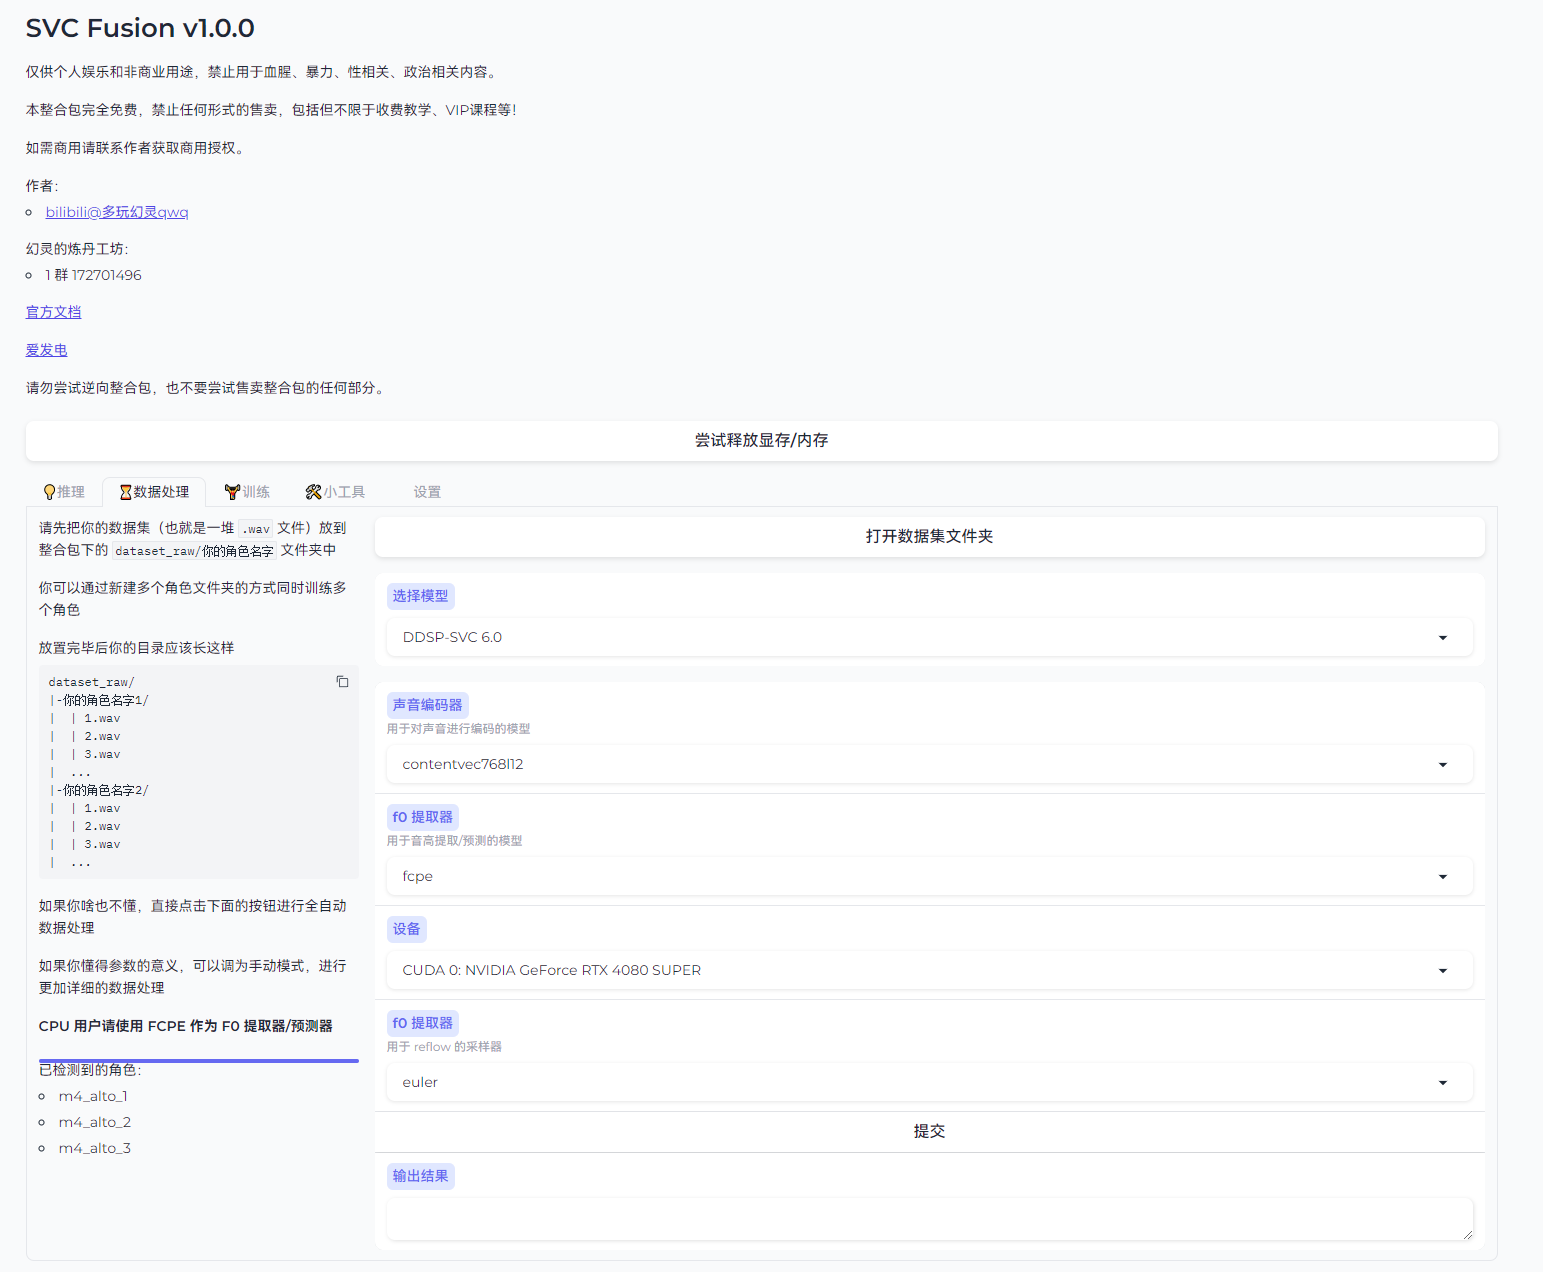 SVC Fusion v1.0.0
仅供个人娱乐和非商业用途，禁止用于血腥、暴力、性相关、政治相关内容。
本整合包完全免费，禁止任何形式的售卖，包括但不限于收费教学、VIP课程等！
如需商用请联系作者获取商用授权。
作者：
bilibili@多玩幻灵qwq
幻灵的炼丹工坊：
1 群 172701496
官方文档
爱发电
请勿尝试逆向整合包，也不要尝试售卖整合包的任何部分。
尝试释放显存/内存
💡推理
⏳数据处理
🏋️训练
🛠️小工具
设置
请先把你的数据集（也就是一堆 .wav 文件）放到
整合包下的 dataset_raw/你的角色名字 文件夹中
你可以通过新建多个角色文件夹的方式同时训练多
个角色
放置完毕后你的目录应该长这样
dataset_raw/
|-你的角色名字1/
|  | 1.wav
|  | 2.wav
|  | 3.wav
|  ...
|-你的角色名字2/
|  | 1.wav
|  | 2.wav
|  | 3.wav
|  ...
如果你啥也不懂，直接点击下面的按钮进行全自动
数据处理
如果你懂得参数的意义，可以调为手动模式，进行
更加详细的数据处理
CPU 用户请使用 FCPE 作为 F0 提取器/预测器
已检测到的角色：
m4_alto_1
m4_alto_2
m4_alto_3
打开数据集文件夹
选择模型
DDSP-SVC 6.0
声音编码器
用于对声音进行编码的模型
contentvec768l12
f0 提取器
用于音高提取/预测的模型
fcpe
设备
CUDA 0: NVIDIA GeForce RTX 4080 SUPER
f0 提取器
用于 reflow 的采样器
euler
提交
输出结果